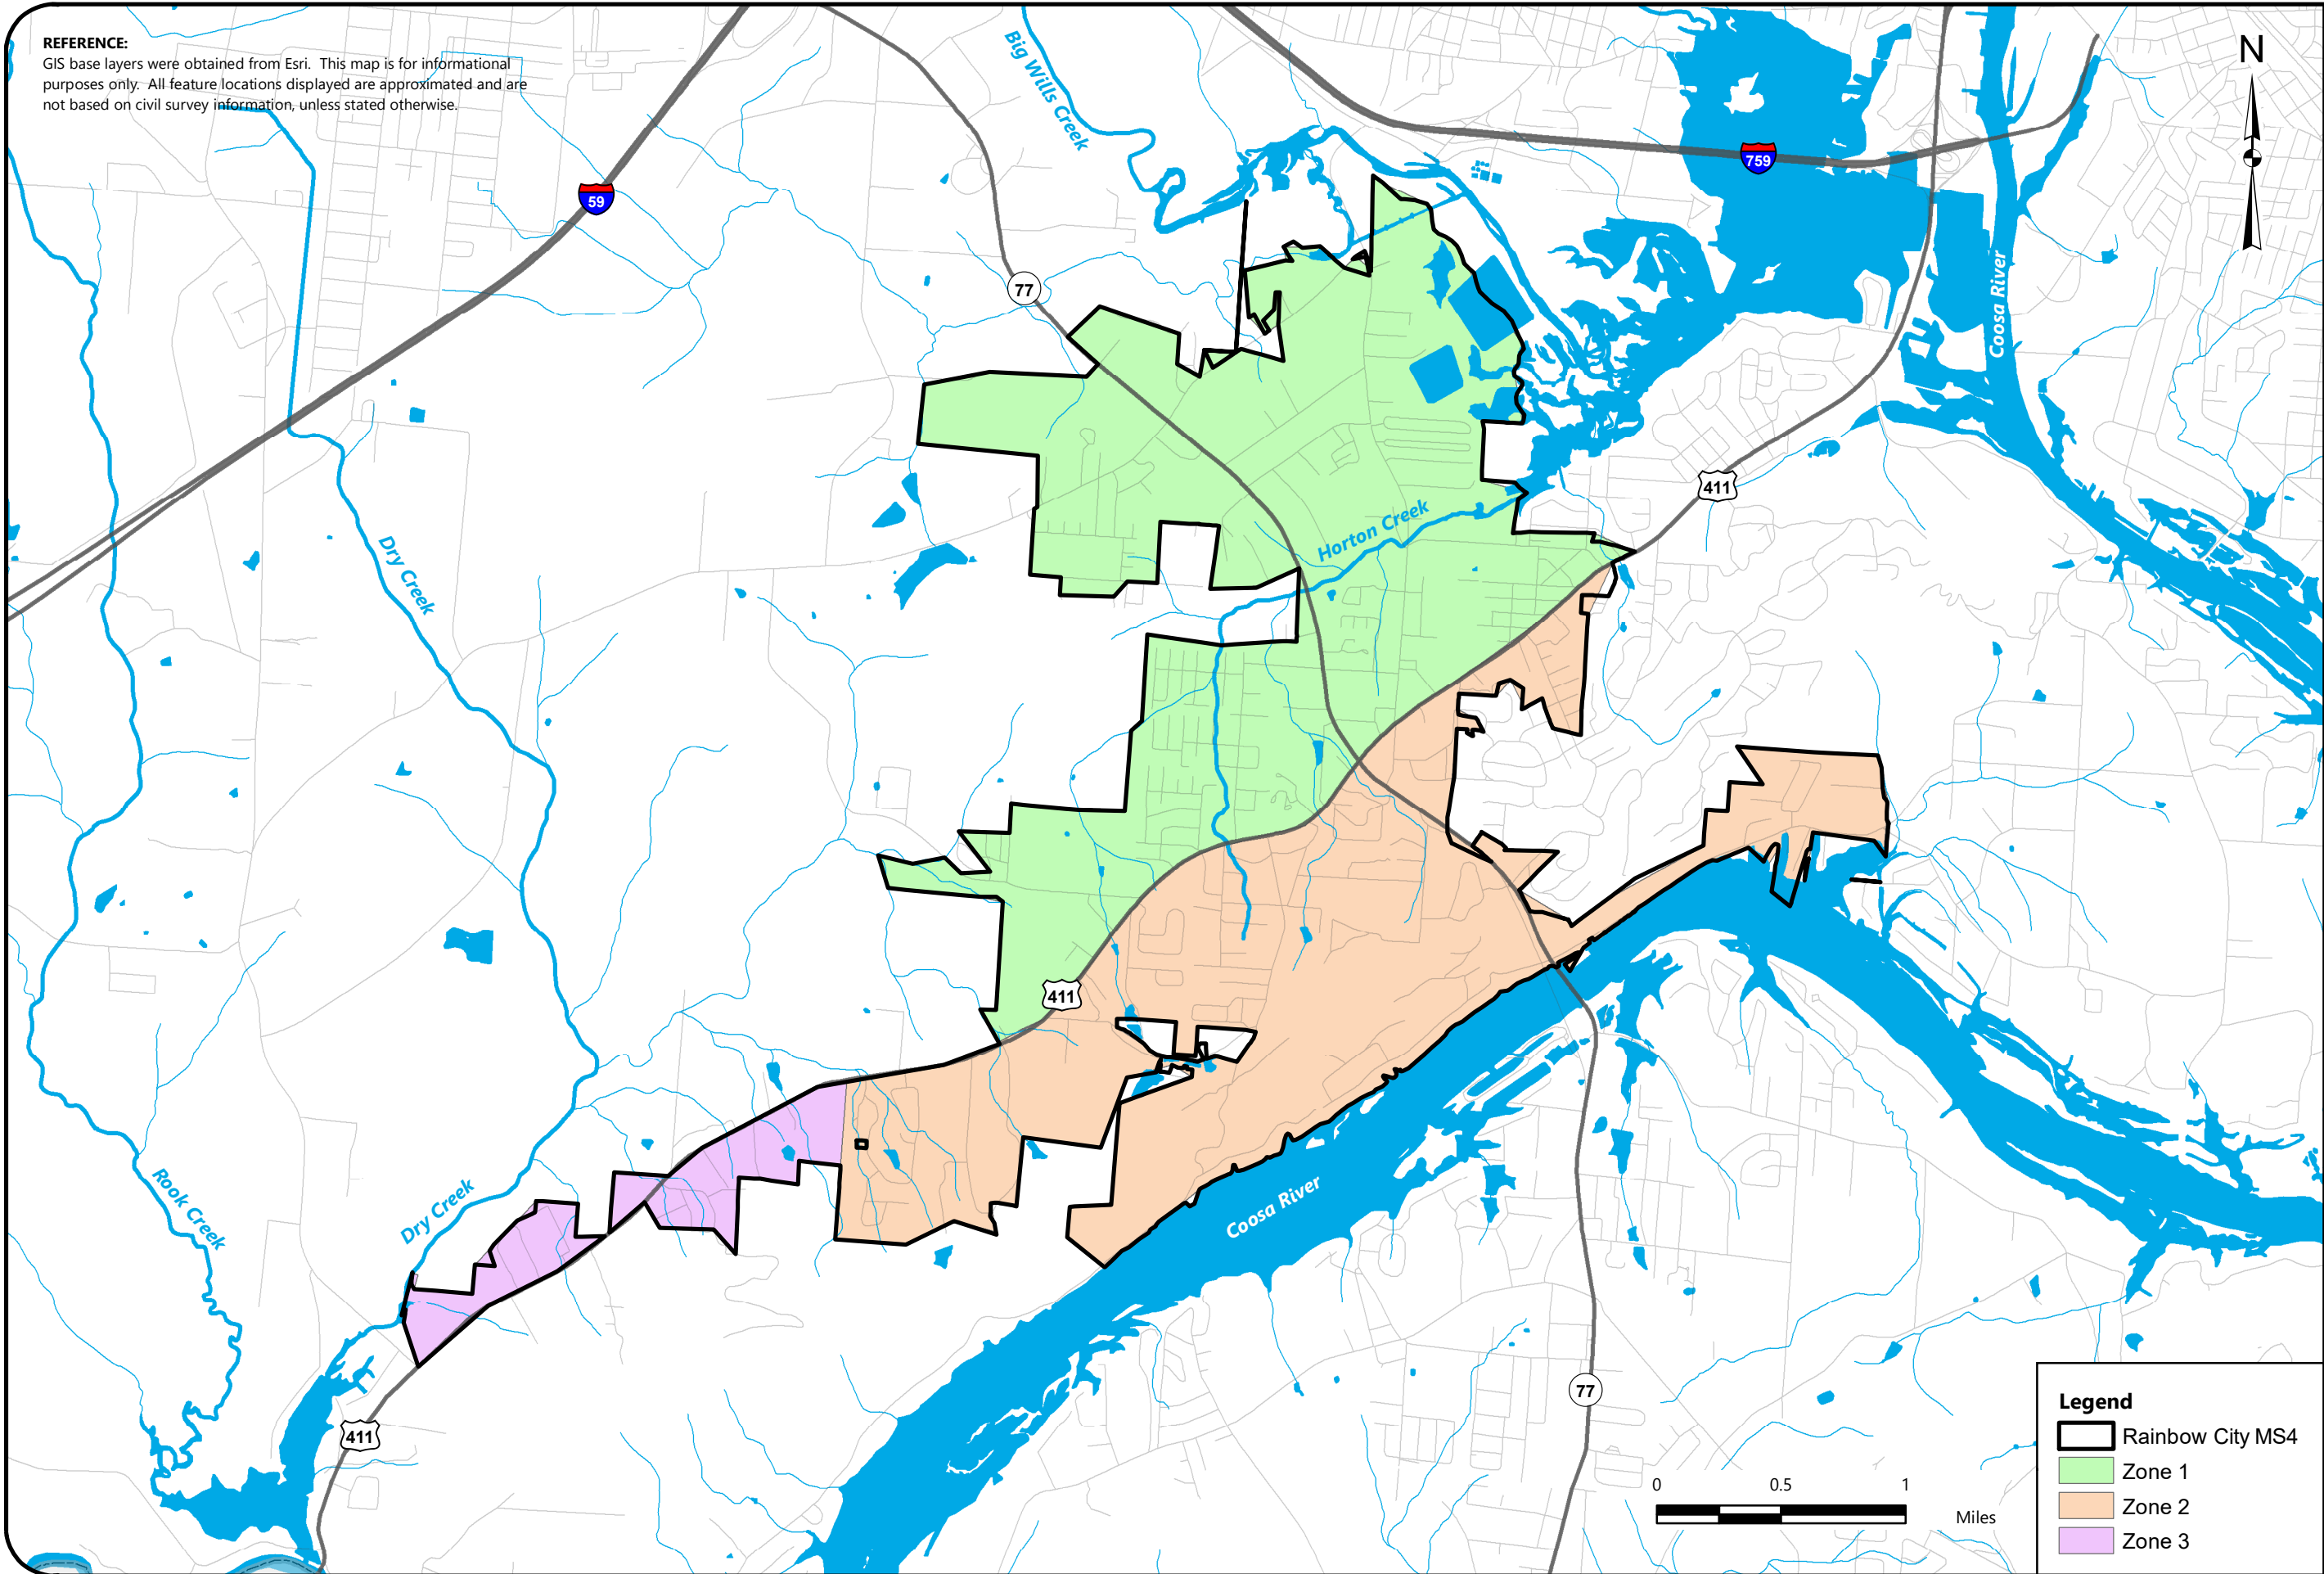 REFERENCE:
GIS base layers were obtained from Esri. This map is for informational
purposes only. All feature locations displayed are approximated and are
not based on civil survey information, unless stated otherwise.
N
Big Wills Creek
759
59
Coosa River
77
411
Horton Creek
Dry Creek
411
Rook Creek
Dry Creek
Coosa River
77
411
Legend
Rainbow City MS4
Zone 1
Zone 2
Zone 3
0 0.5 1
Miles